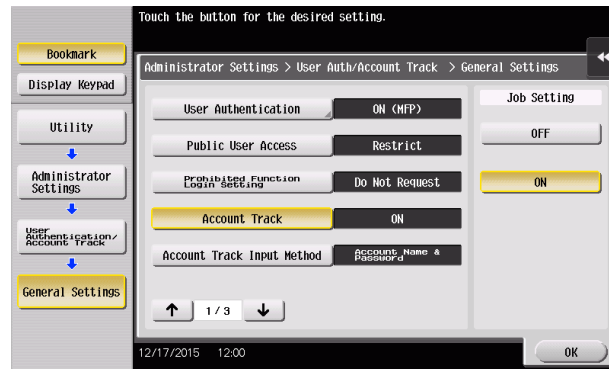 Touch the button for the desired setting.
Bookmark
Display Keypad
Utility
Administrator
Settings
User
Authentication/
Account Track
General Settings
Administrator Settings > User Auth/Account Track > General Settings
User Authentication
ON (MFP)
Public User Access
Restrict
Prohibited Function
Login Setting
Do Not Request
Account Track
ON
Account Track Input Method
Account Name &
Password
↑ 1/3 ↓
Job Setting
OFF
ON
12/17/2015 12:00
OK